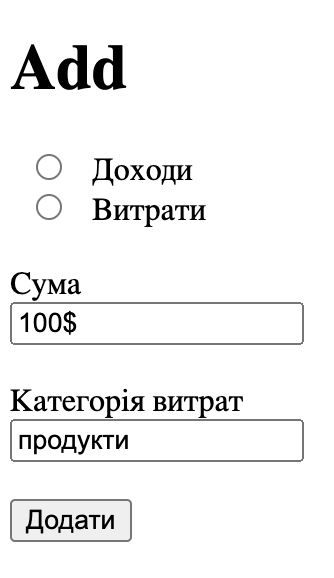 Add
Доходи
Витрати
Сума
100$
Категорія витрат
продукти
Додати